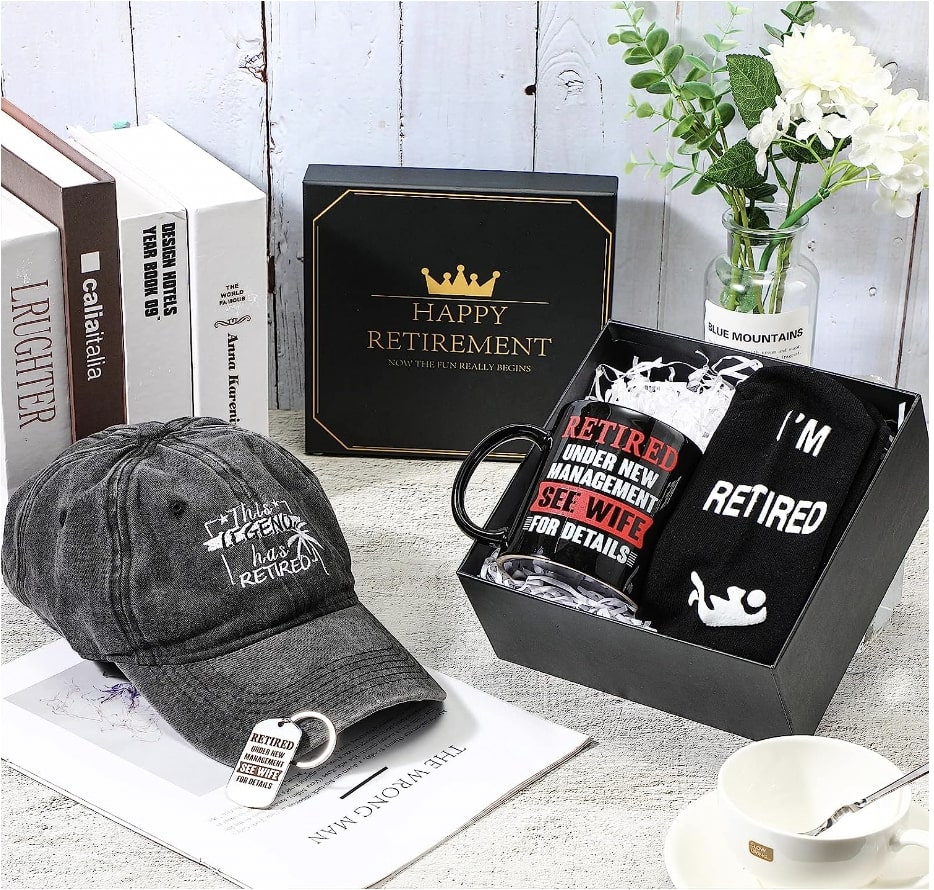 LRUGHTER
caliaitalia
DESIGN HOTELS
YEAR BOOK 09
THE
WORLD
FAMOUS
Anna Kareni
HAPPY
RETIREMENT
NOW THE FUN REALLY BEGINS
BLUE MOUNTAINS
RETIRED
UNDER NEW
MANAGEMENT
SEE WIFE
FOR DETAILS
I'M
RETIRED
This
LEGEND
has
RETIRED
RETIRED
UNDER NEW
MANAGEMENT
SEE WIFE
FOR DETAILS
THE WRONG MAN